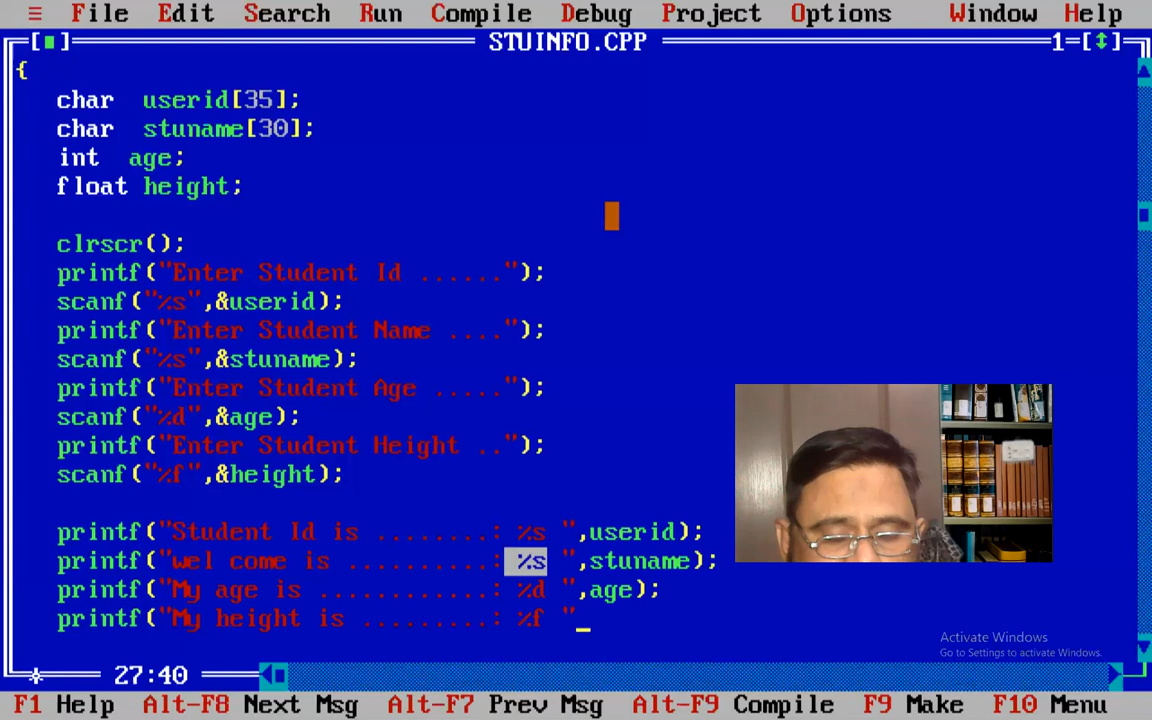 ≡ File Edit Search Run Compile Debug Project Options Window Help
[■] STUINFO.CPP 1=[↕]
{
char userid[35];
char stuname[30];
int age;
float height;
clrscr();
printf("Enter Student Id ......");
scanf("%s",&userid);
printf("Enter Student Name ....");
scanf("%s",&stuname);
printf("Enter Student Age .....");
scanf("%d",&age);
printf("Enter Student Height ..");
scanf("%f",&height);
printf("Student Id is ........: %s ",userid);
printf("wel come is ..........: %s ",stuname);
printf("My age is ............: %d ",age);
printf("My height is .........: %f "_
Activate Windows
Go to Settings to activate Windows.
27:40
F1 Help Alt-F8 Next Msg Alt-F7 Prev Msg Alt-F9 Compile F9 Make F10 Menu